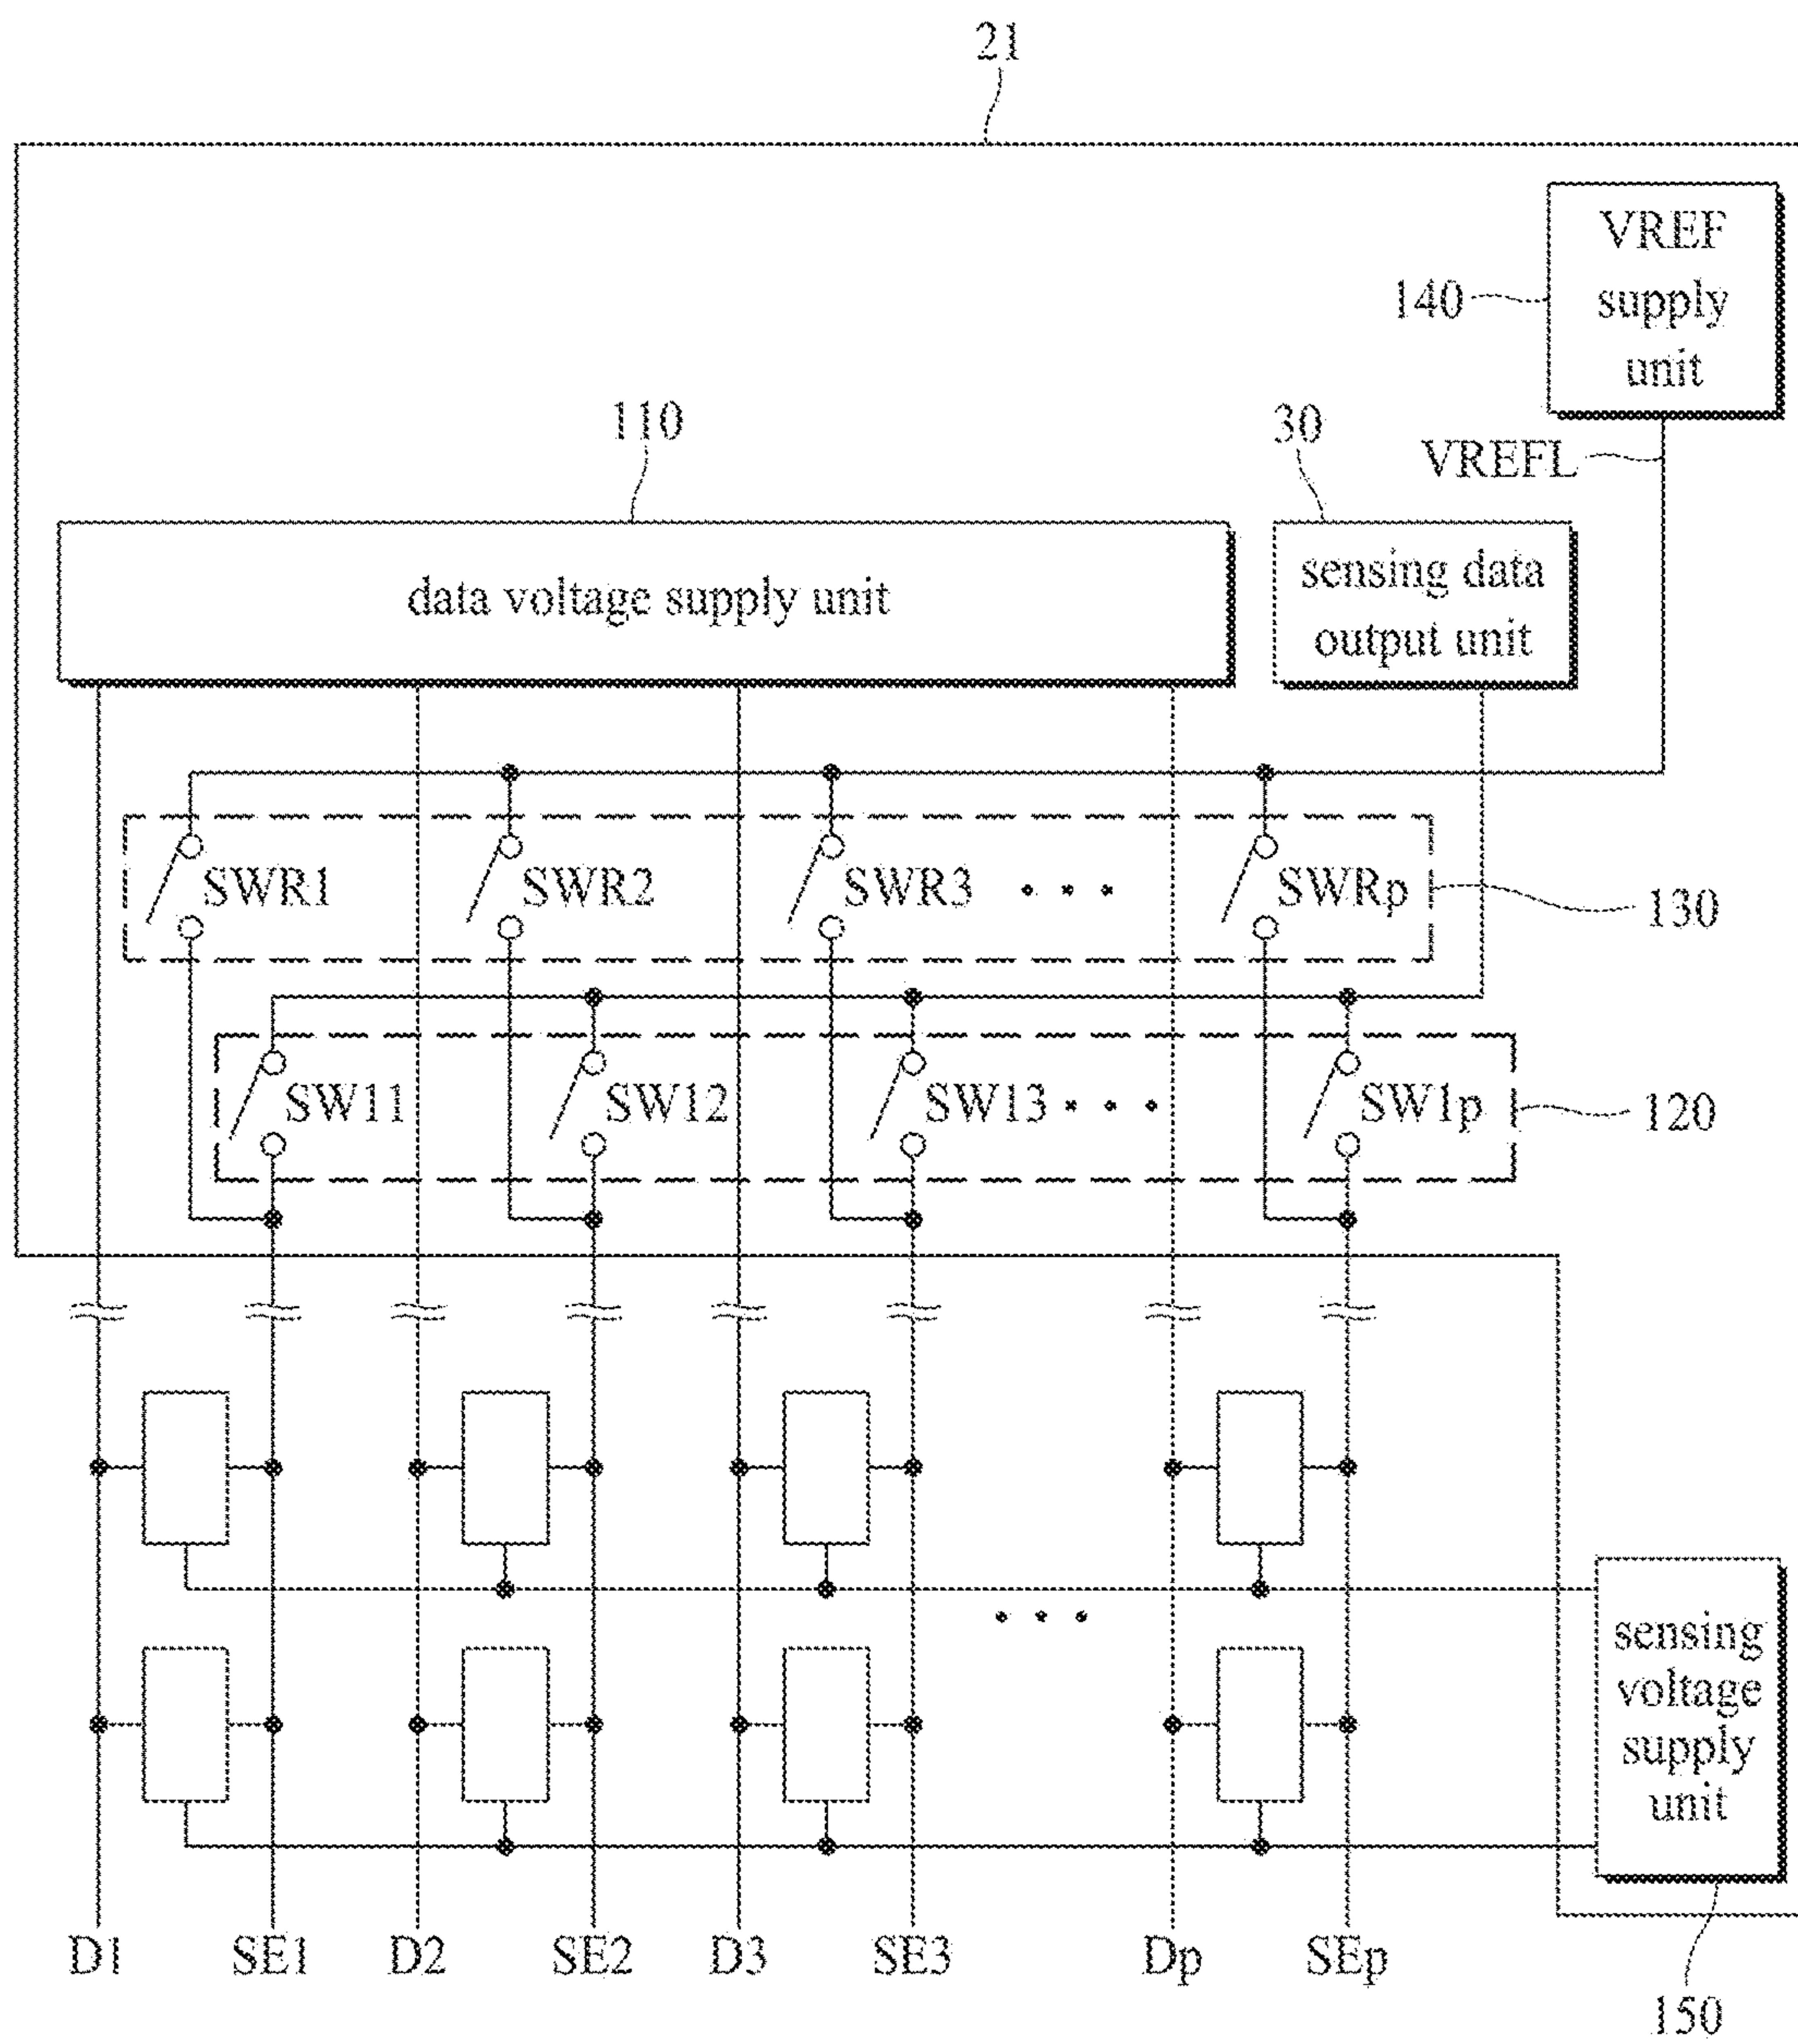 21
VREF
supply
unit
140
VREFL
110
30
data voltage supply unit
sensing data
output unit
SWR1 SWR2 SWR3 • • • SWRp
130
SW11 SW12 SW13 • • • SW1p
120
• • •
sensing
voltage
supply
unit
D1 SE1 D2 SE2 D3 SE3 Dp SEp
150